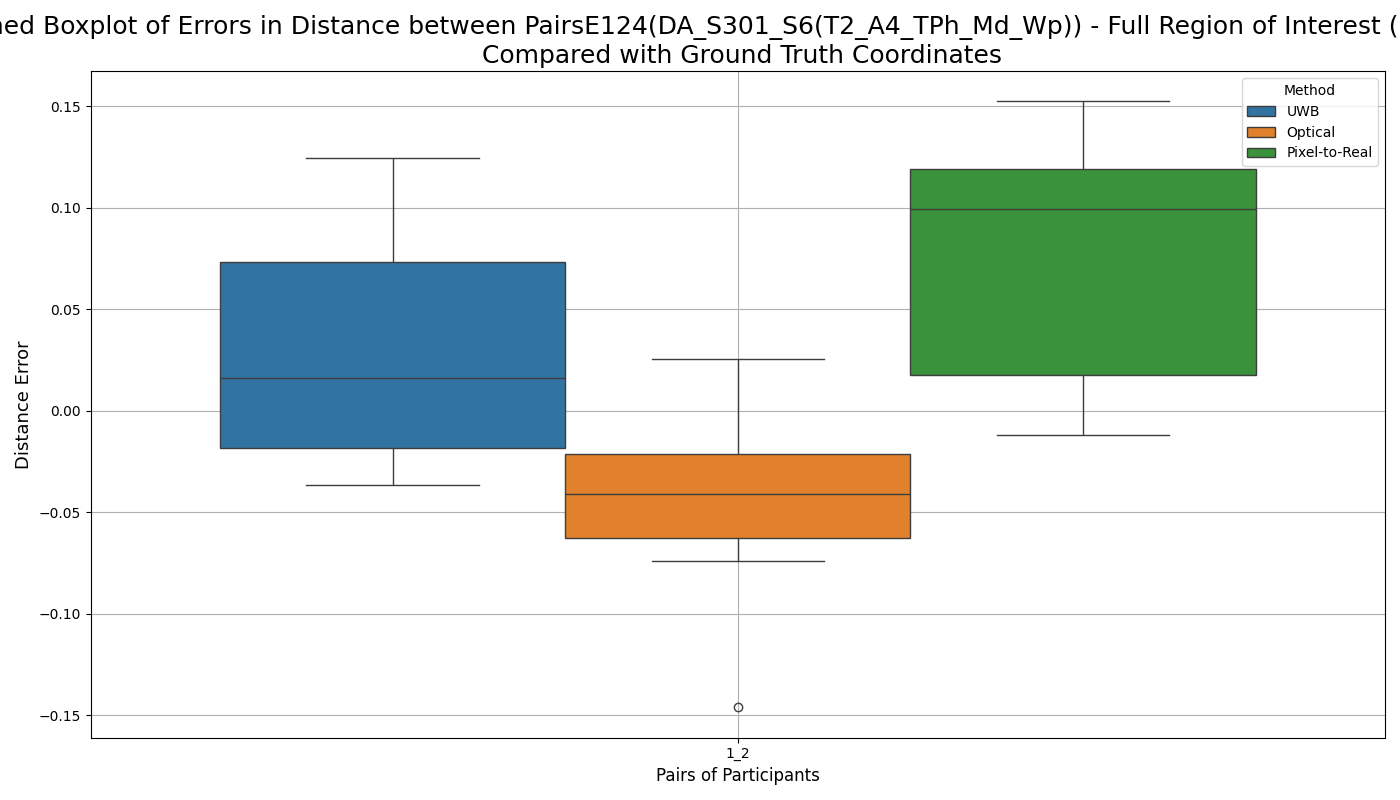 Boxplot of Errors in Distance between PairsE124(DA_S301_S6(T2_A4_TPh_Md_Wp)) - Full Region of Interest (
Compared with Ground Truth Coordinates
Method
UWB
Optical
Pixel-to-Real
Distance Error
0.15
0.10
0.05
0.00
−0.05
−0.10
−0.15
1_2
Pairs of Participants